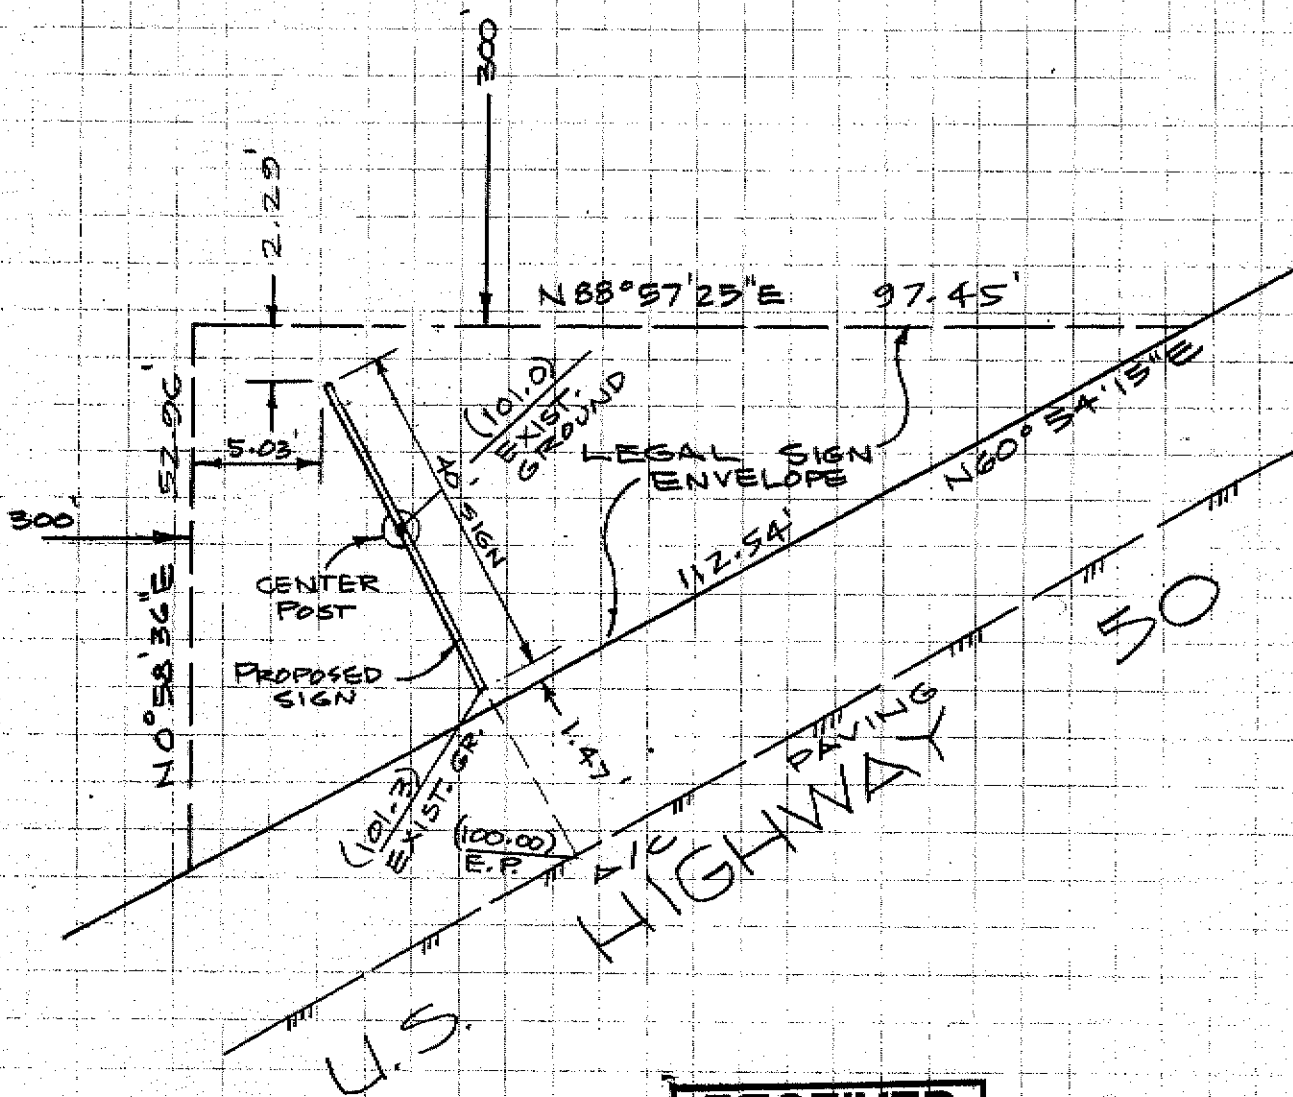 300'
2.29'
N88°57'25"E 97.45'
(101.0)
EXIST.
GROUND
5.03'
40' SIGN
LEGAL SIGN
ENVELOPE
N60°54'15"E
N0°58'36"E 52.96'
300'
112.54'
CENTER
POST
50
PROPOSED
SIGN
1.47'
PAVING
(101.3)
EXIST. GR.
(100.00)
E.P.
A/C
HIGHWAY
U.S.
RECEIVED